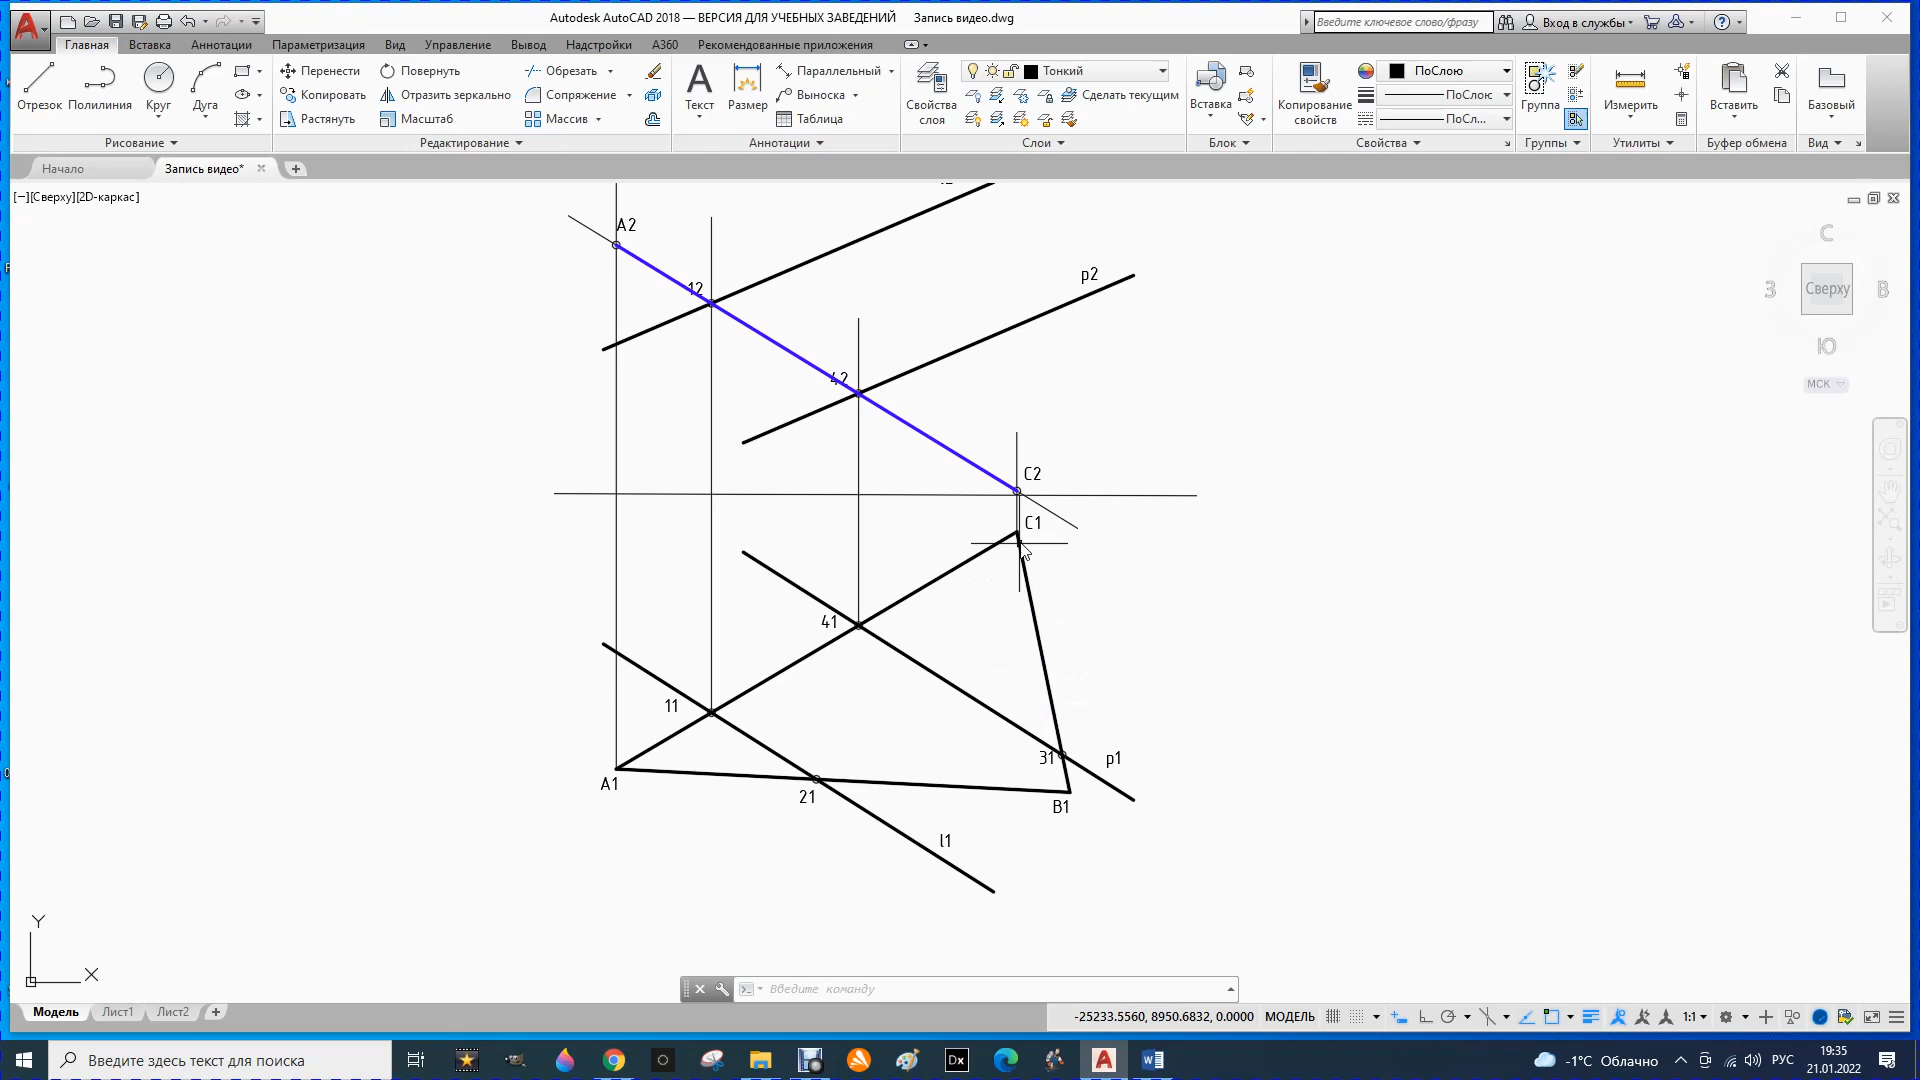 Autodesk AutoCAD 2018 — ВЕРСИЯ ДЛЯ УЧЕБНЫХ ЗАВЕДЕНИЙ Запись видео.dwg
Введите ключевое слово/фразу
Вход в службы
Главная Вставка Аннотации Параметризация Вид Управление Вывод Надстройки A360 Рекомендованные приложения
Отрезок Полилиния Круг Дуга
Перенести Повернуть Обрезать
Копировать Отразить зеркально Сопряжение
Растянуть Масштаб Массив
Текст Размер
Параллельный
Выноска
Таблица
Свойства слоя
Тонкий
Сделать текущим
Вставка
Копирование свойств
ПоСлою
ПоСлою
ПоСл...
Группа
Измерить
Вставить
Базовый
Рисование Редактирование Аннотации Слои Блок Свойства Группы Утилиты Буфер обмена Вид
Начало Запись видео*
[−][Сверху][2D-каркас]
С
З Сверху В
Ю
МСК
A2
p2
12
42
C2
C1
41
11
31
p1
A1
21
B1
l1
Y
X
Введите команду
Модель Лист1 Лист2
-25233.5560, 8950.6832, 0.0000 МОДЕЛЬ 1:1
Введите здесь текст для поиска
Dx
-1°C Облачно
РУС
19:35
21.01.2022